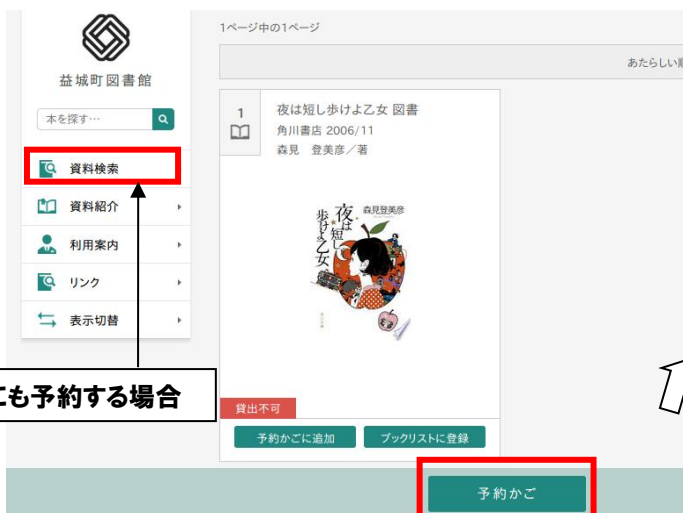 1ページ中の1ページ
益城町図書館
あたらしい順
本を探す…
資料検索
資料紹介
利用案内
リンク
表示切替
も予約する場合
1
夜は短し歩けよ乙女 図書
角川書店 2006/11
森見 登美彦／著
夜は短し
歩けよ乙女
森見登美彦
貸出不可
予約かごに追加
ブックリストに登録
予約かご